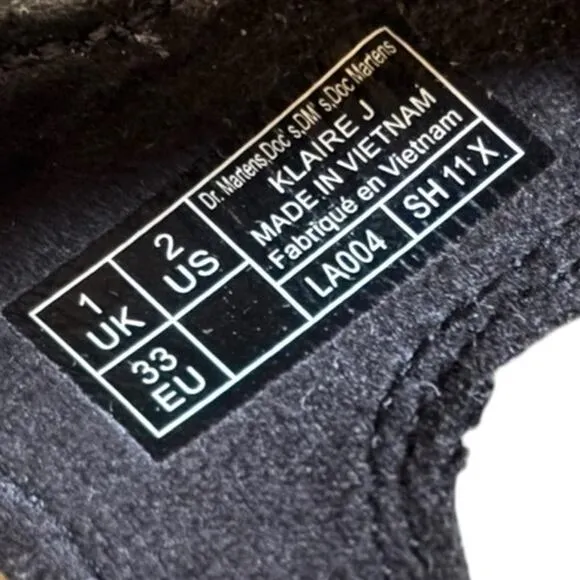 Dr. Martens,Doc' s,DM' s,Doc Martens
KLAIRE J
MADE IN VIETNAM
Fabriqué en Vietnam
LA004
SH 11 X
1
UK
2
US
33
EU